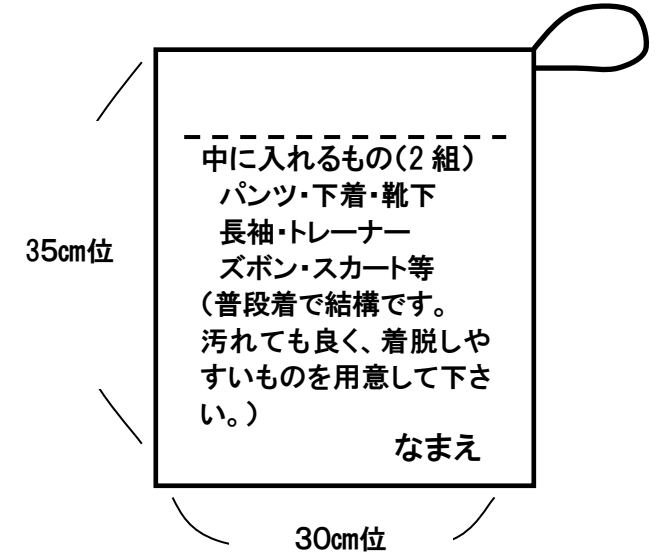 中に入れるもの(2組)
パンツ・下着・靴下
長袖・トレーナー
ズボン・スカート等
(普段着で結構です。
汚れても良く、着脱しや
すいものを用意して下さ
い。)
なまえ
35㎝位
30㎝位